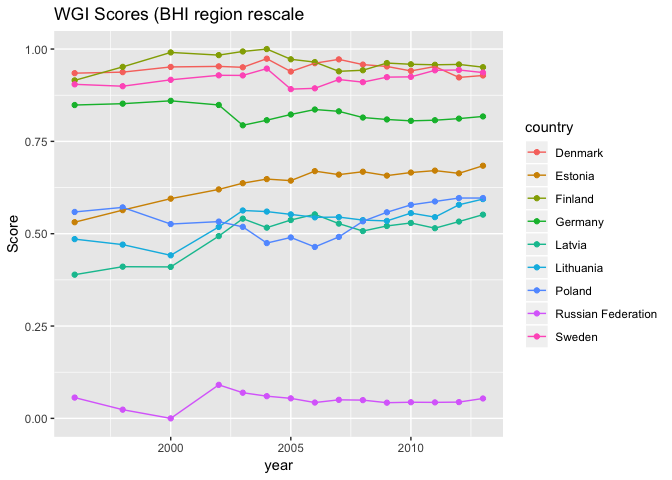 WGI Scores (BHI region rescale
1.00
0.75
0.50
0.25
0.00
Score
2000
2005
2010
year
country
Denmark
Estonia
Finland
Germany
Latvia
Lithuania
Poland
Russian Federation
Sweden